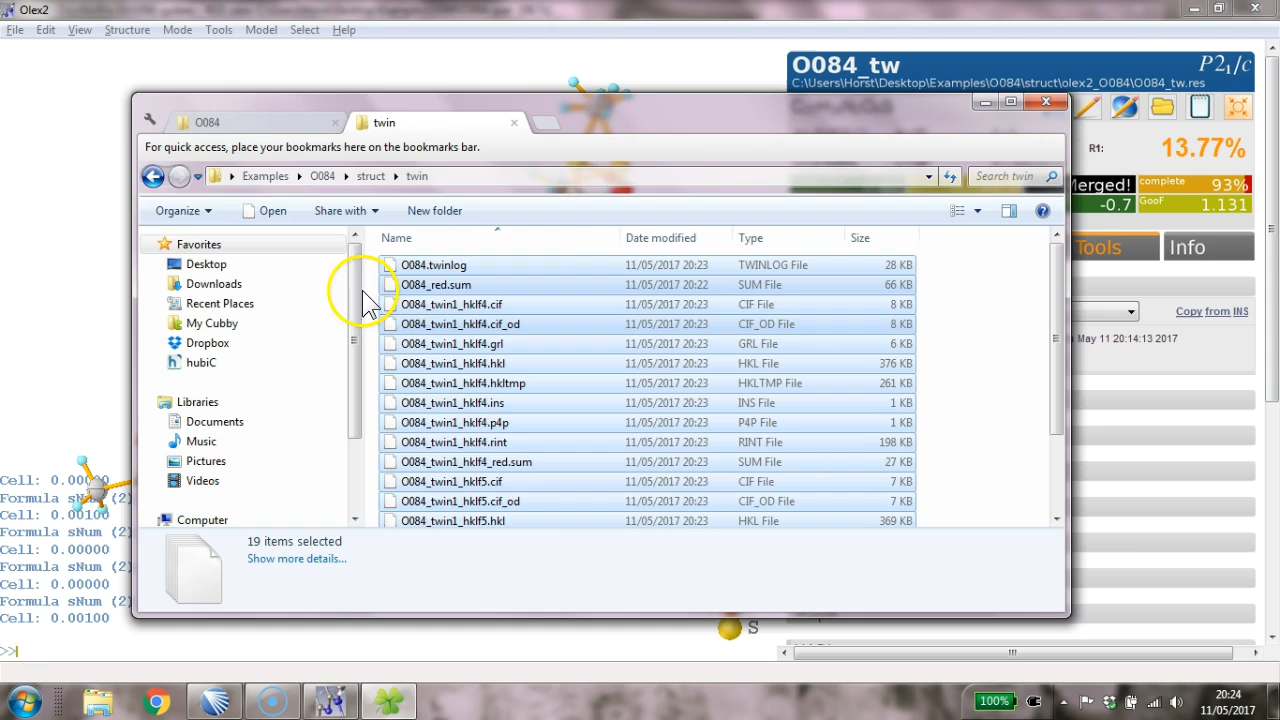 Olex2
File Edit View Structure Mode Tools Model Select Help
O084_tw P2₁/c
C:\Users\Horst\Desktop\Examples\O084\struct\olex2_O084\O084_tw.res
R1: 13.77%
Merged! complete 93%
-0.7 GooF 1.131
Tools Info
Copy from INS
May 11 20:14:13 2017
O084 twin
For quick access, place your bookmarks here on the bookmarks bar.
Examples O084 struct twin Search twin
Organize Open Share with New folder
Favorites
Desktop
Downloads
Recent Places
My Cubby
Dropbox
hubiC
Libraries
Documents
Music
Pictures
Videos
Computer
Name Date modified Type Size
O084.twinlog 11/05/2017 20:23 TWINLOG File 28 KB
O084_red.sum 11/05/2017 20:22 SUM File 66 KB
O084_twin1_hklf4.cif 11/05/2017 20:23 CIF File 8 KB
O084_twin1_hklf4.cif_od 11/05/2017 20:23 CIF_OD File 8 KB
O084_twin1_hklf4.grl 11/05/2017 20:23 GRL File 6 KB
O084_twin1_hklf4.hkl 11/05/2017 20:23 HKL File 376 KB
O084_twin1_hklf4.hkltmp 11/05/2017 20:23 HKLTMP File 261 KB
O084_twin1_hklf4.ins 11/05/2017 20:23 INS File 1 KB
O084_twin1_hklf4.p4p 11/05/2017 20:23 P4P File 1 KB
O084_twin1_hklf4.rint 11/05/2017 20:23 RINT File 198 KB
O084_twin1_hklf4_red.sum 11/05/2017 20:23 SUM File 27 KB
O084_twin1_hklf5.cif 11/05/2017 20:23 CIF File 7 KB
O084_twin1_hklf5.cif_od 11/05/2017 20:23 CIF_OD File 7 KB
O084_twin1_hklf5.hkl 11/05/2017 20:23 HKL File 369 KB
19 items selected
Show more details...
Cell: 0.00000
Formula sNum (2)
Cell: 0.00100
Formula sNum (2)
Cell: 0.00000
Formula sNum (2)
Cell: 0.00000
Formula sNum (2)
Cell: 0.00100
>>
S
100%
20:24
11/05/2017